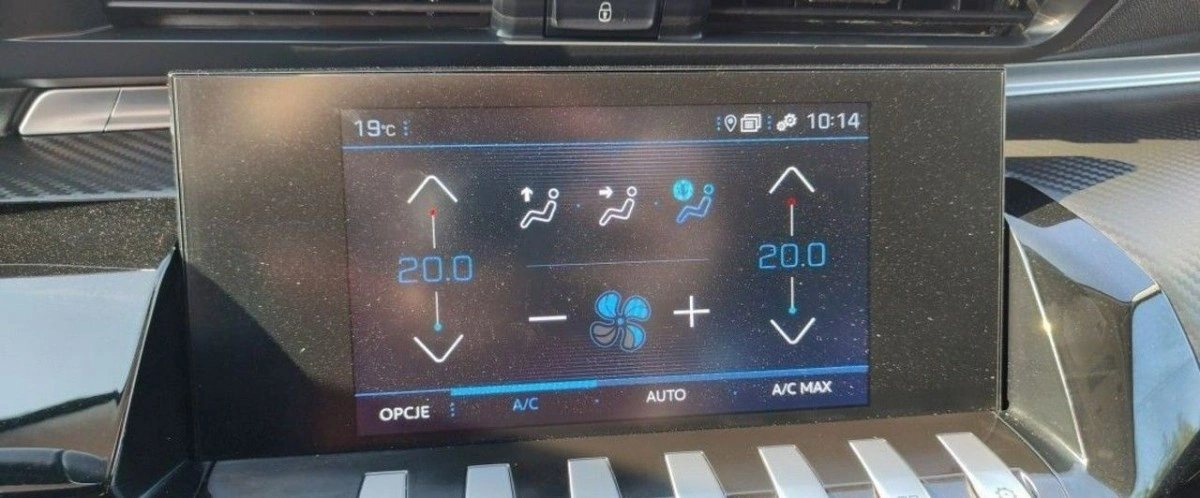 19°C 10:14
20.0 20.0
OPCJE A/C AUTO A/C MAX